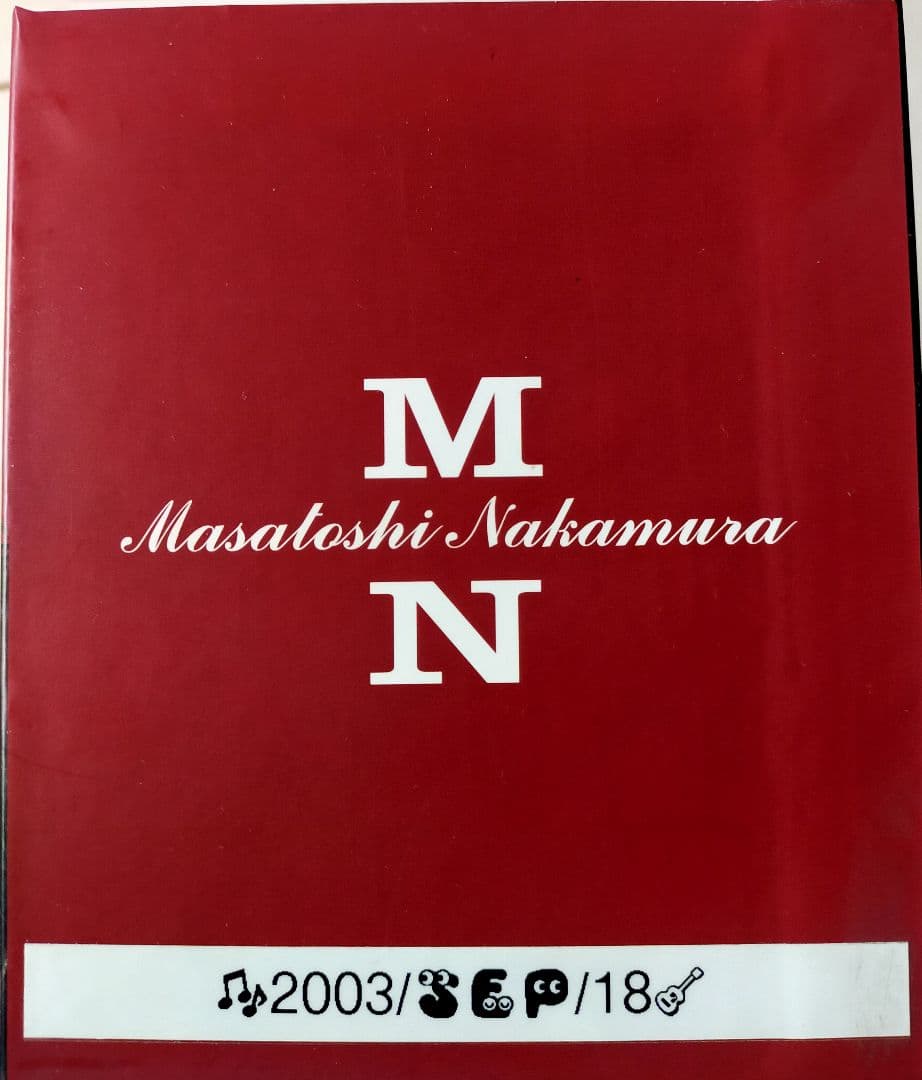 M
Masatoshi Nakamura
N
2003/SEP/18